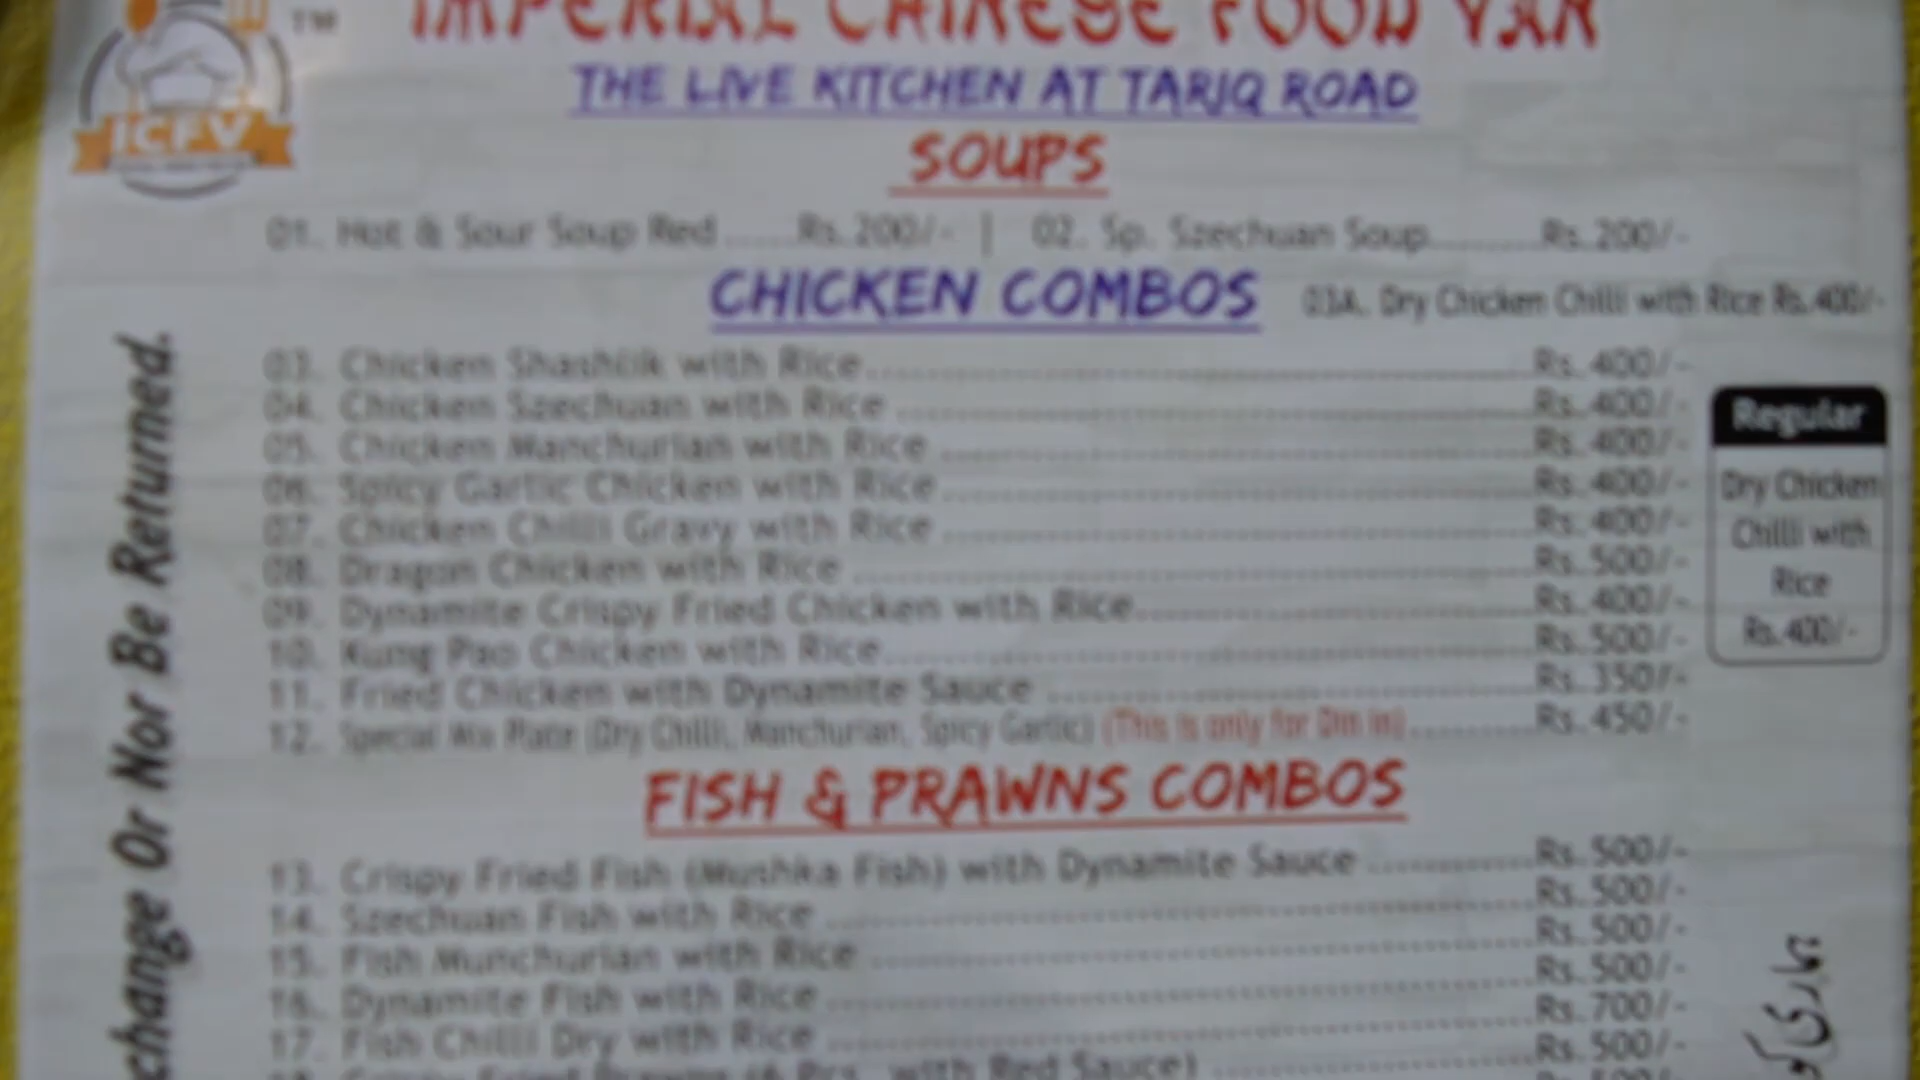 IMPERIAL CHINESE FOOD VAN
TM
ICFV
THE LIVE KITCHEN AT TARIQ ROAD
SOUPS
01. Hot & Sour Soup Red ...... Rs. 200/- | 02. Sp. Szechuan Soup ...... Rs. 200/-
CHICKEN COMBOS
03A. Dry Chicken Chilli with Rice Rs. 400/-
03. Chicken Shashlik with Rice ...... Rs. 400/-
04. Chicken Szechuan with Rice ...... Rs. 400/-
05. Chicken Manchurian with Rice ...... Rs. 400/-
06. Spicy Garlic Chicken with Rice ...... Rs. 400/-
07. Chicken Chilli Gravy with Rice ...... Rs. 400/-
08. Dragon Chicken with Rice ...... Rs. 500/-
09. Dynamite Crispy Fried Chicken with Rice ...... Rs. 400/-
10. Kung Pao Chicken with Rice ...... Rs. 500/-
11. Fried Chicken with Dynamite Sauce ...... Rs. 350/-
12. Special Mix Plate (Dry Chilli, Manchurian, Spicy Garlic) (This is only for Din in) ...... Rs. 450/-
Regular
Dry Chicken
Chilli with
Rice
Rs. 400/-
FISH & PRAWNS COMBOS
13. Crispy Fried Fish (Mushka Fish) with Dynamite Sauce ...... Rs. 500/-
Rs. 500/-
14. Szechuan Fish with Rice ...... Rs. 500/-
15. Fish Munchurian with Rice ...... Rs. 500/-
16. Dynamite Fish with Rice ...... Rs. 700/-
17. Fish Chilli Dry with Rice ...... Rs. 500/-
with Red Sauce)
change Or Nor Be Returned.